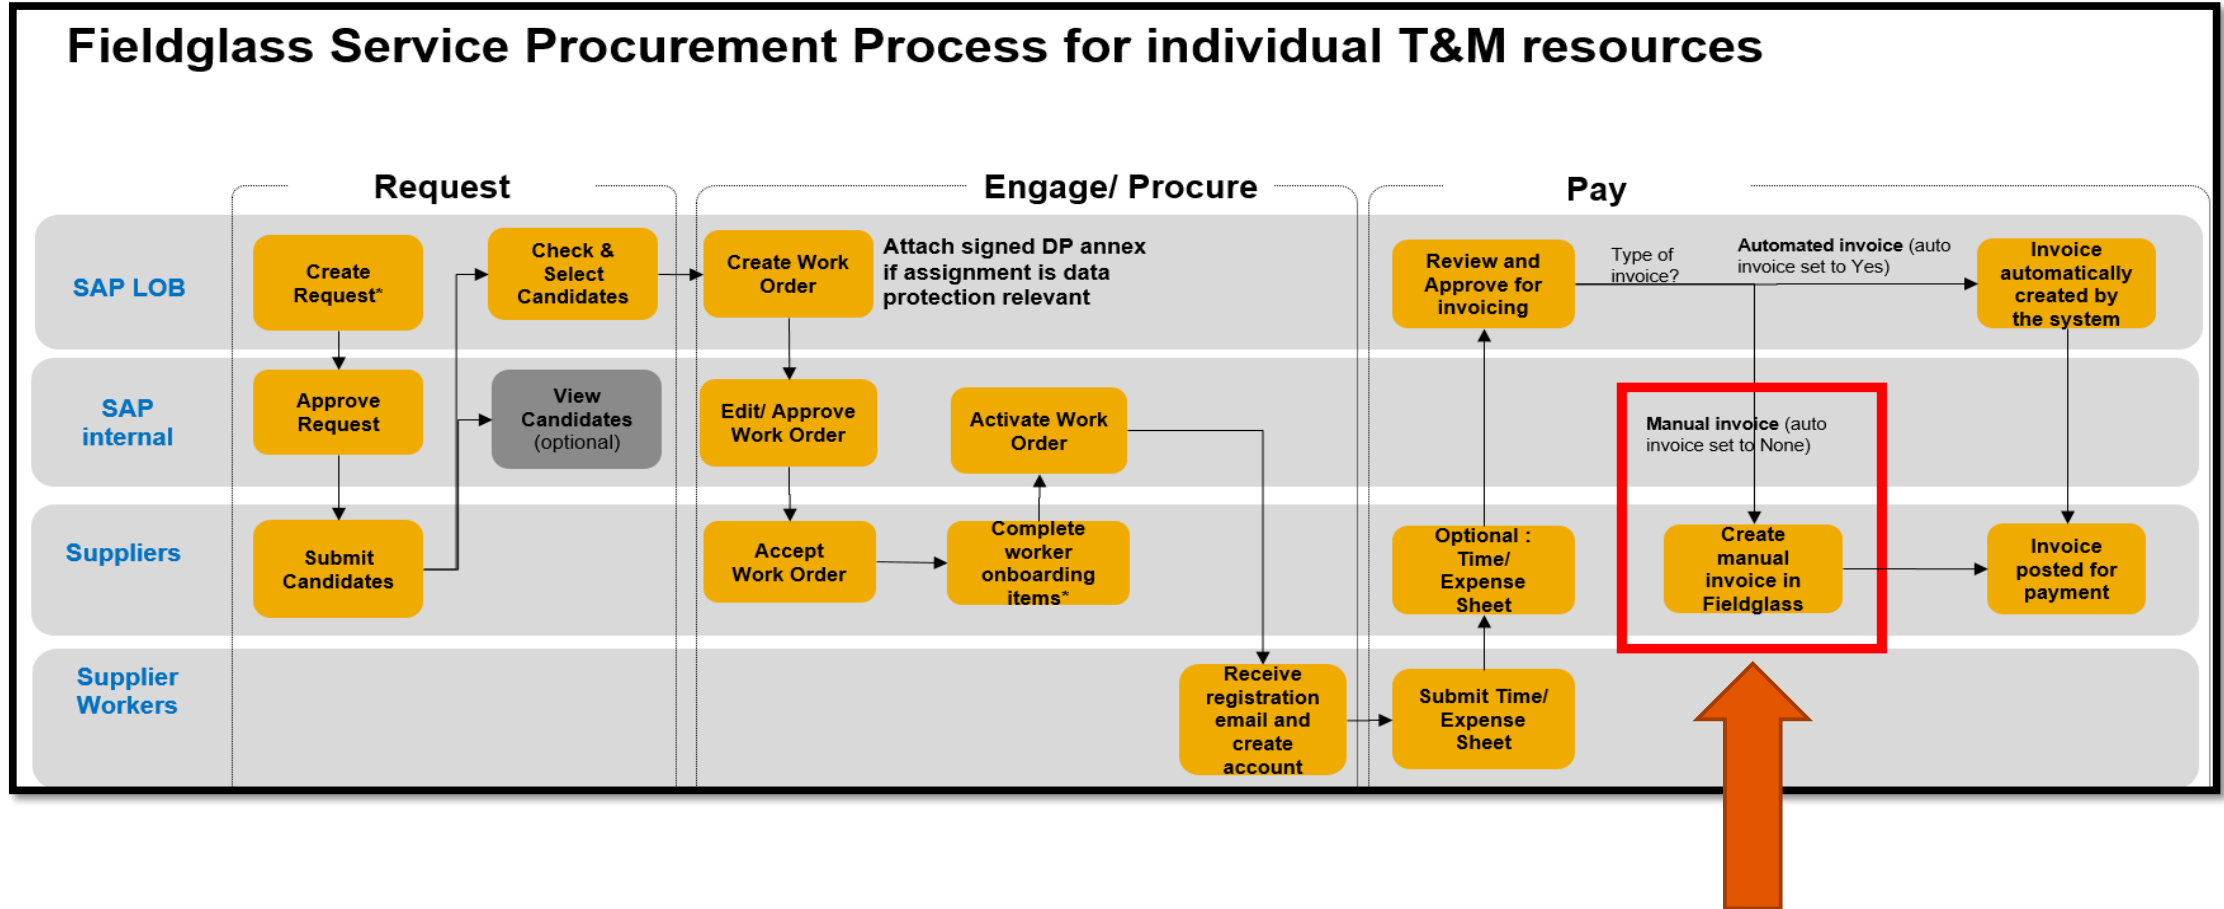 Fieldglass Service Procurement Process for individual T&M resources
Request
Engage/ Procure
Pay
SAP LOB
Create
Request*
Check &
Select
Candidates
Create Work
Order
Attach signed DP annex
if assignment is data
protection relevant
Review and
Approve for
invoicing
Type of
invoice?
Automated invoice (auto
invoice set to Yes)
Invoice
automatically
created by
the system
SAP
internal
Approve
Request
View
Candidates
(optional)
Edit/ Approve
Work Order
Activate Work
Order
Manual invoice (auto
invoice set to None)
Suppliers
Submit
Candidates
Accept
Work Order
Complete
worker
onboarding
items*
Optional :
Time/
Expense
Sheet
Create
manual
invoice in
Fieldglass
Invoice
posted for
payment
Supplier
Workers
Receive
registration
email and
create
account
Submit Time/
Expense
Sheet